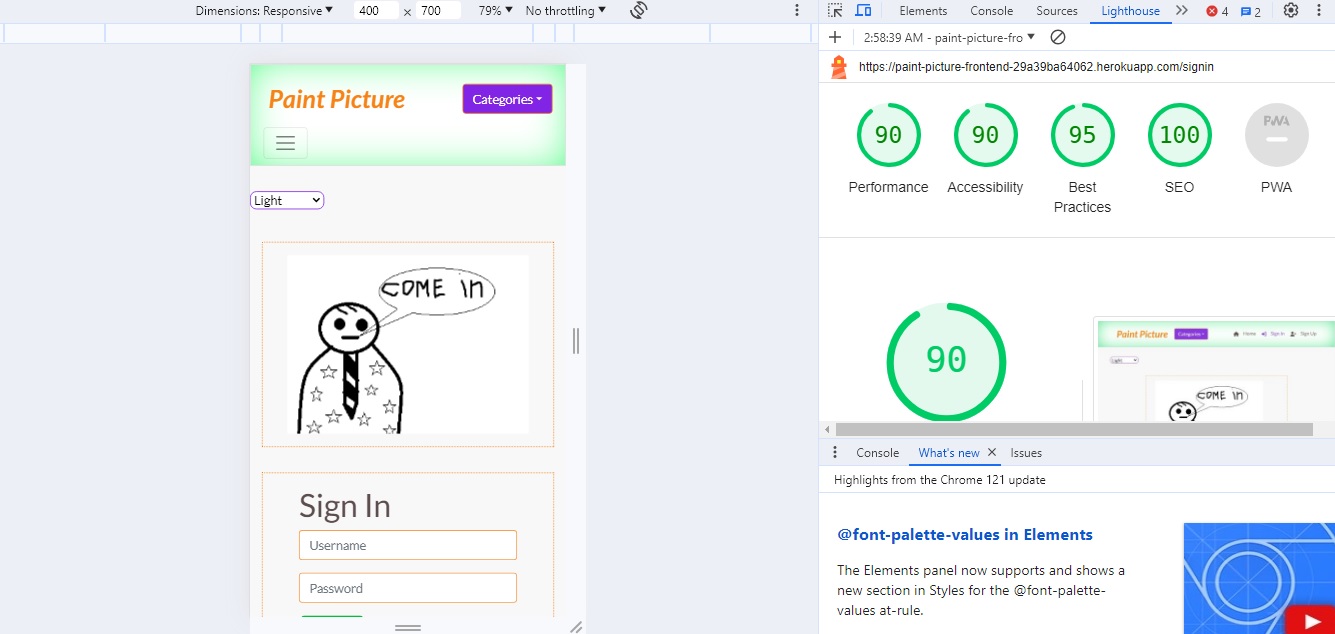 Dimensions: Responsive 400 × 700 79% No throttling
Elements Console Sources Lighthouse 4 2
2:58:39 AM - paint-picture-fro
https://paint-picture-frontend-29a39ba64062.herokuapp.com/signin
Paint Picture
Categories
Light
COME IN
Sign In
Username
Password
90 90 95 100 PWA
Performance Accessibility Best Practices SEO PWA
90
Paint Picture Categories Home Sign In Sign Up
Light
COME IN
Console What's new Issues
Highlights from the Chrome 121 update
@font-palette-values in Elements
The Elements panel now supports and shows a
new section in Styles for the @font-palette-
values at-rule.